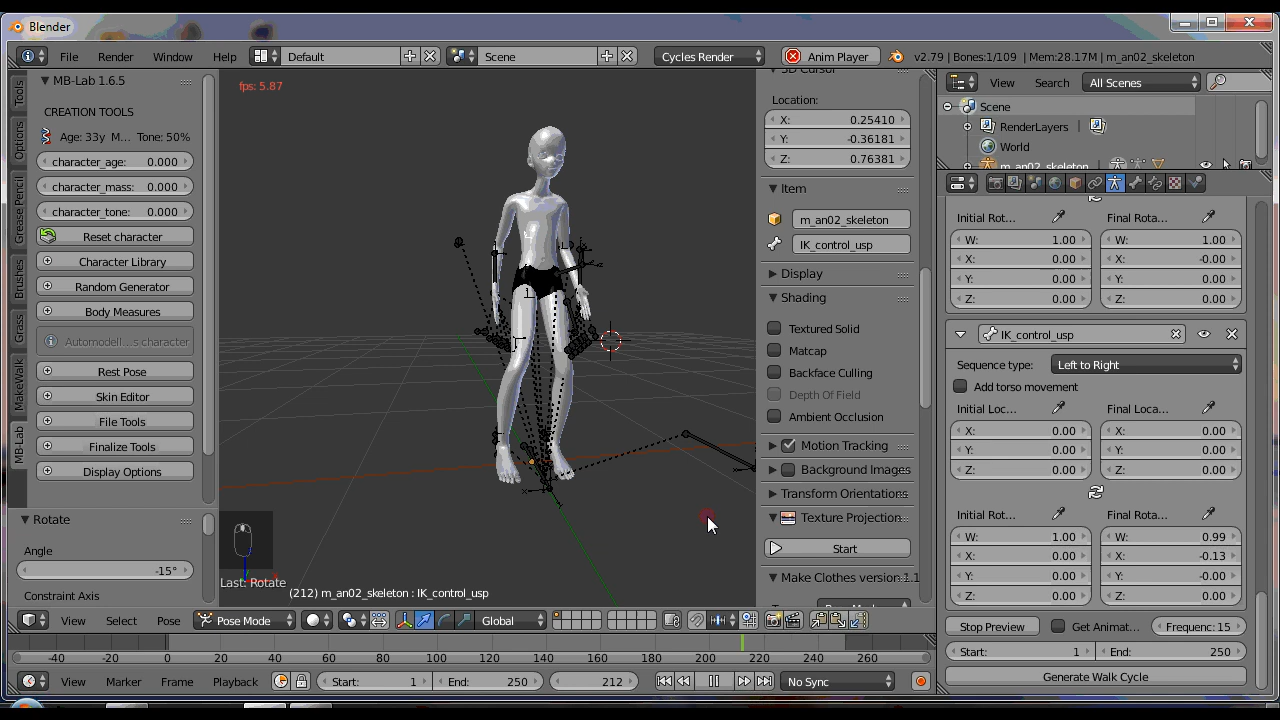 Blender
File Render Window Help Default Scene Cycles Render Anim Player v2.79 | Bones:1/109 | Mem:28.17M | m_an02_skeleton
MB-Lab 1.6.5
CREATION TOOLS
Age: 33y M... Tone: 50%
character_age: 0.000
character_mass: 0.000
character_tone: 0.000
Reset character
Character Library
Random Generator
Body Measures
Automodell...s character
Rest Pose
Skin Editor
File Tools
Finalize Tools
Display Options
Tools
Options
Grease Pencil
Brushes
Grass
MakeWalk
MB-Lab
Rotate
Angle
-15°
Constraint Axis
fps: 5.87
Last: Rotate
(212) m_an02_skeleton : IK_control_usp
3D Cursor
Location:
X: 0.25410
Y: -0.36181
Z: 0.76381
Item
m_an02_skeleton
IK_control_usp
Display
Shading
Textured Solid
Matcap
Backface Culling
Depth Of Field
Ambient Occlusion
Motion Tracking
Background Images
Transform Orientations
Texture Projection
Start
Make Clothes version 1.1
View Search All Scenes
Scene
RenderLayers
World
m_an02_skeleton
Initial Rot... Final Rota...
W: 1.00 W: 1.00
X: 0.00 X: -0.00
Y: 0.00 Y: 0.00
Z: 0.00 Z: 0.00
IK_control_usp
Sequence type: Left to Right
Add torso movement
Initial Loc... Final Loca...
X: 0.00 X: 0.00
Y: 0.00 Y: 0.00
Z: 0.00 Z: 0.00
Initial Rot... Final Rota...
W: 1.00 W: 0.99
X: 0.00 X: -0.13
Y: 0.00 Y: -0.00
Z: 0.00 Z: 0.00
Stop Preview Get Animat... Frequenc: 15
Start: 1 End: 250
Generate Walk Cycle
View Select Pose Pose Mode Global
-40 -20 0 20 40 60 80 100 120 140 160 180 200 220 240 260
View Marker Frame Playback Start: 1 End: 250 212 No Sync